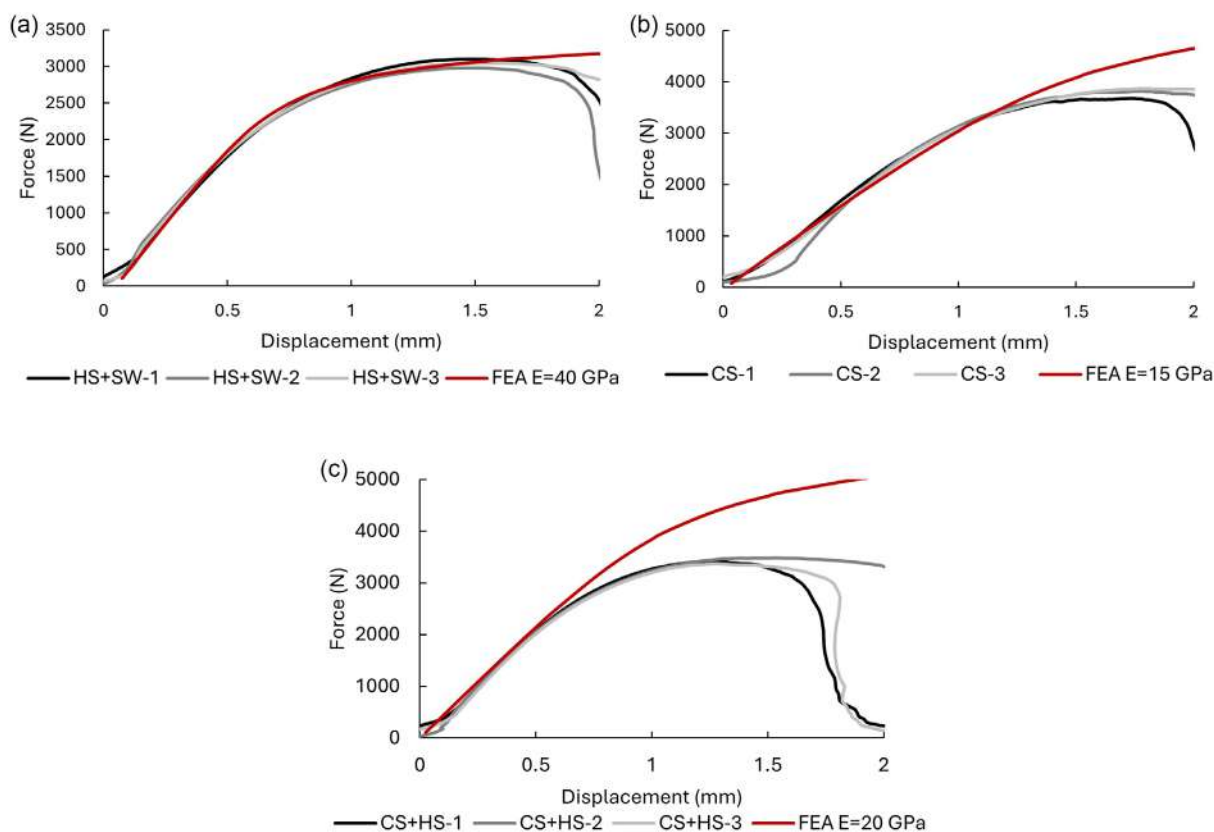 (a)
3500
3000
2500
2000
1500
1000
500
0
Force (N)
0 0.5 1 1.5 2
Displacement (mm)
HS+SW-1 HS+SW-2 HS+SW-3 FEA E=40 GPa
(b)
5000
4000
3000
2000
1000
0
Force (N)
0 0.5 1 1.5 2
Displacement (mm)
CS-1 CS-2 CS-3 FEA E=15 GPa
(c)
5000
4000
3000
2000
1000
0
Force (N)
0 0.5 1 1.5 2
Displacement (mm)
CS+HS-1 CS+HS-2 CS+HS-3 FEA E=20 GPa